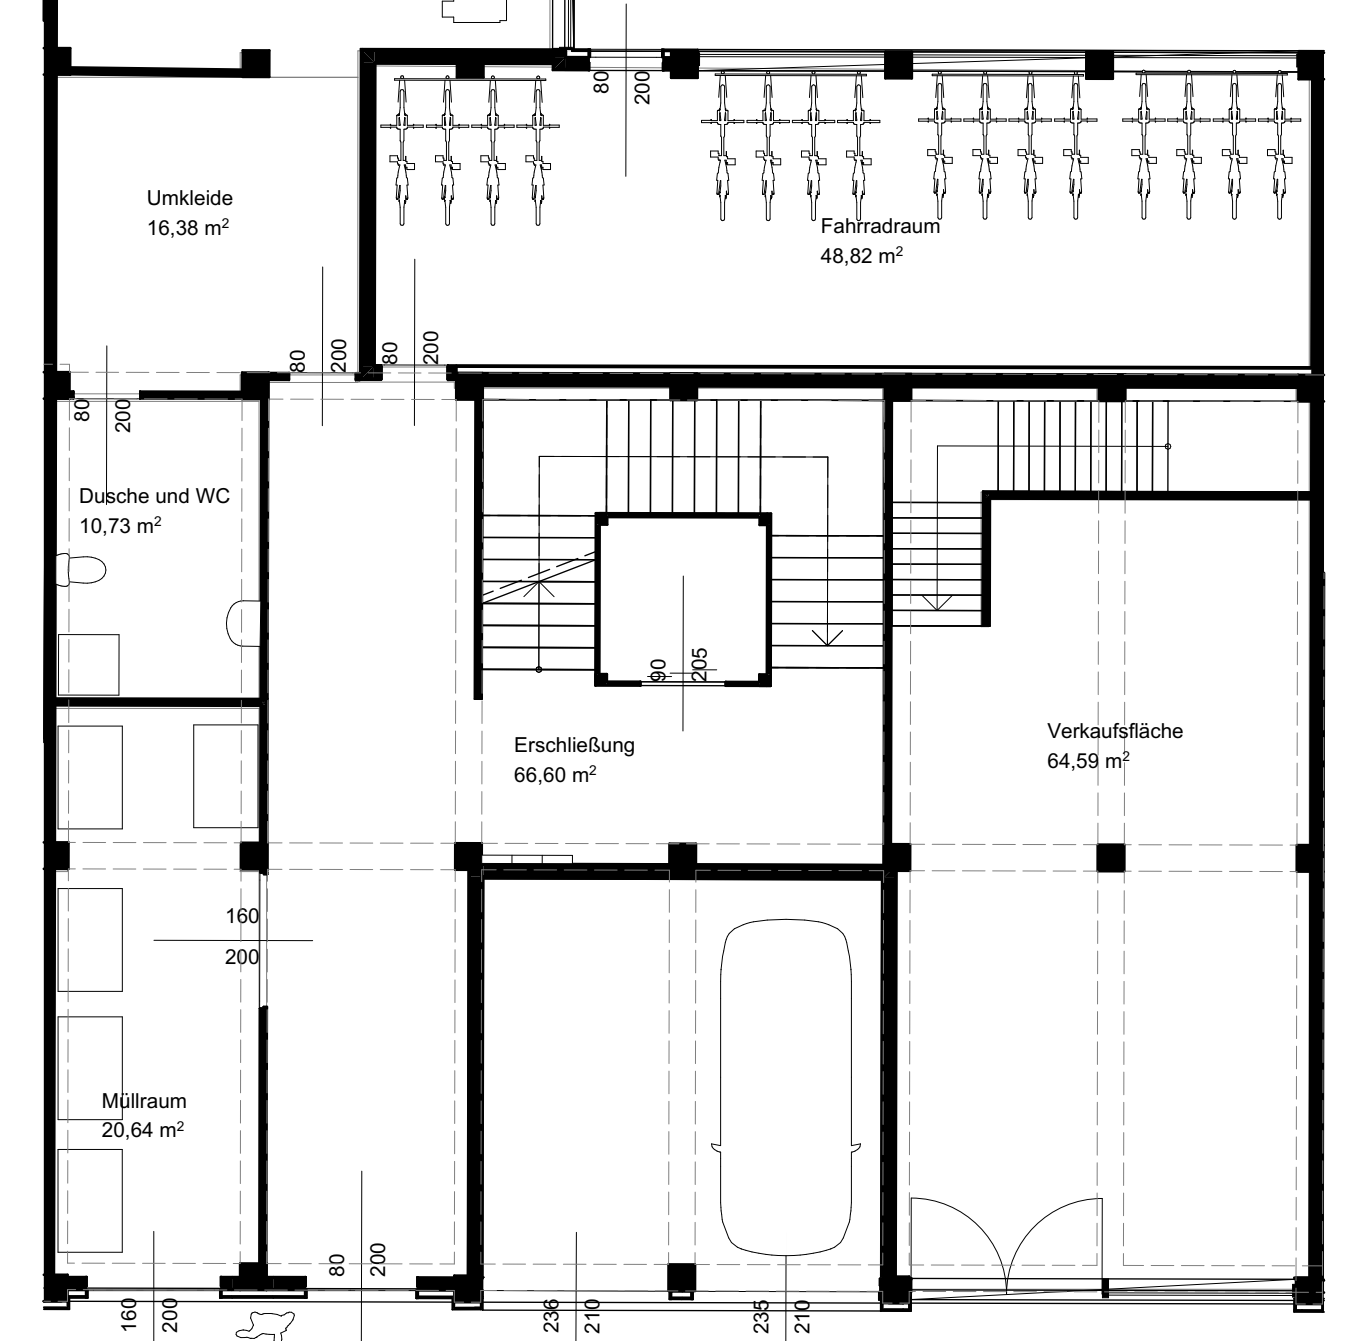 80
200
Umkleide
16,38 m²
Fahrradraum
48,82 m²
80
200
80
200
80
200
Dusche und WC
10,73 m²
90
205
Erschließung
66,60 m²
Verkaufsfläche
64,59 m²
160
200
Müllraum
20,64 m²
80
200
160
200
236
210
235
210